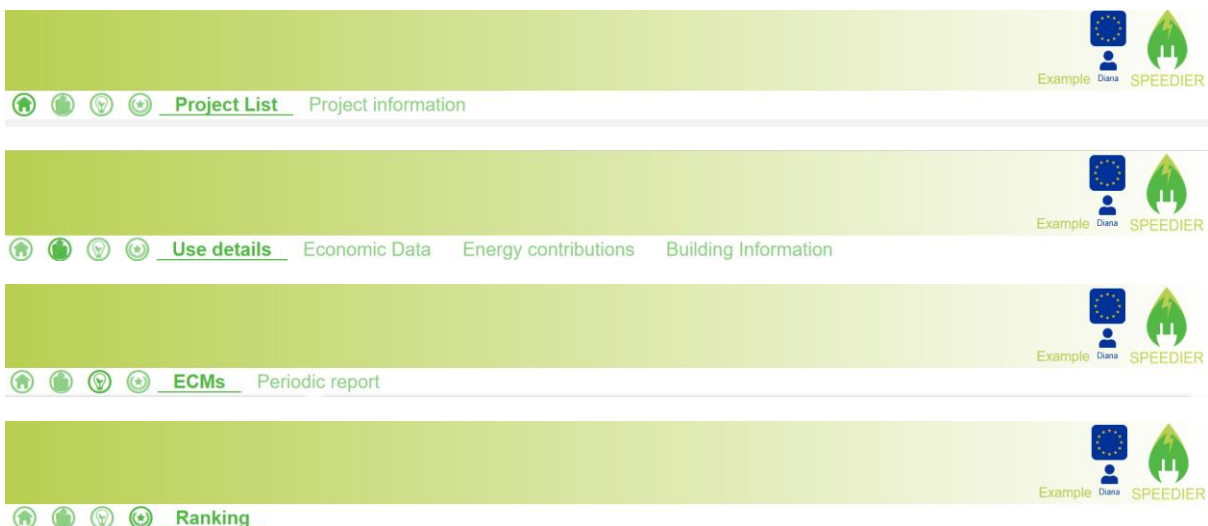 Example Diana SPEEDIER
Project List Project information
Example Diana SPEEDIER
Use details Economic Data Energy contributions Building Information
Example Diana SPEEDIER
ECMs Periodic report
Example Diana SPEEDIER
Ranking